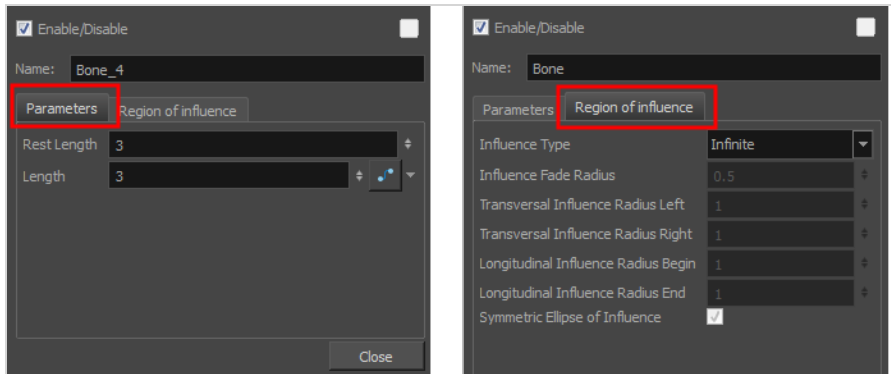 Enable/Disable
Name: Bone_4
Parameters Region of influence
Rest Length 3
Length 3
Close
Enable/Disable
Name: Bone
Parameters Region of influence
Influence Type Infinite
Influence Fade Radius 0.5
Transversal Influence Radius Left 1
Transversal Influence Radius Right 1
Longitudinal Influence Radius Begin 1
Longitudinal Influence Radius End 1
Symmetric Ellipse of Influence